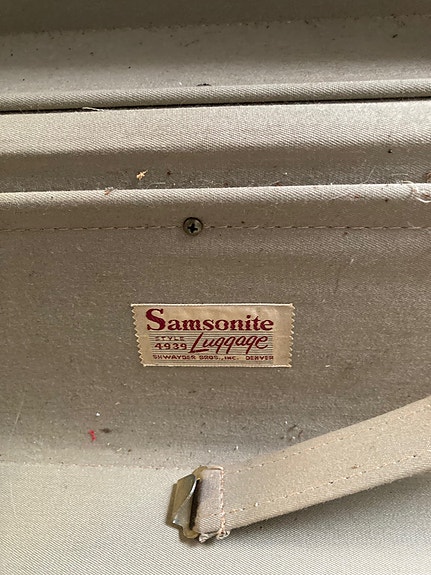 Samsonite
STYLE
4939 Luggage
SHWAYDER BROS., INC. DENVER